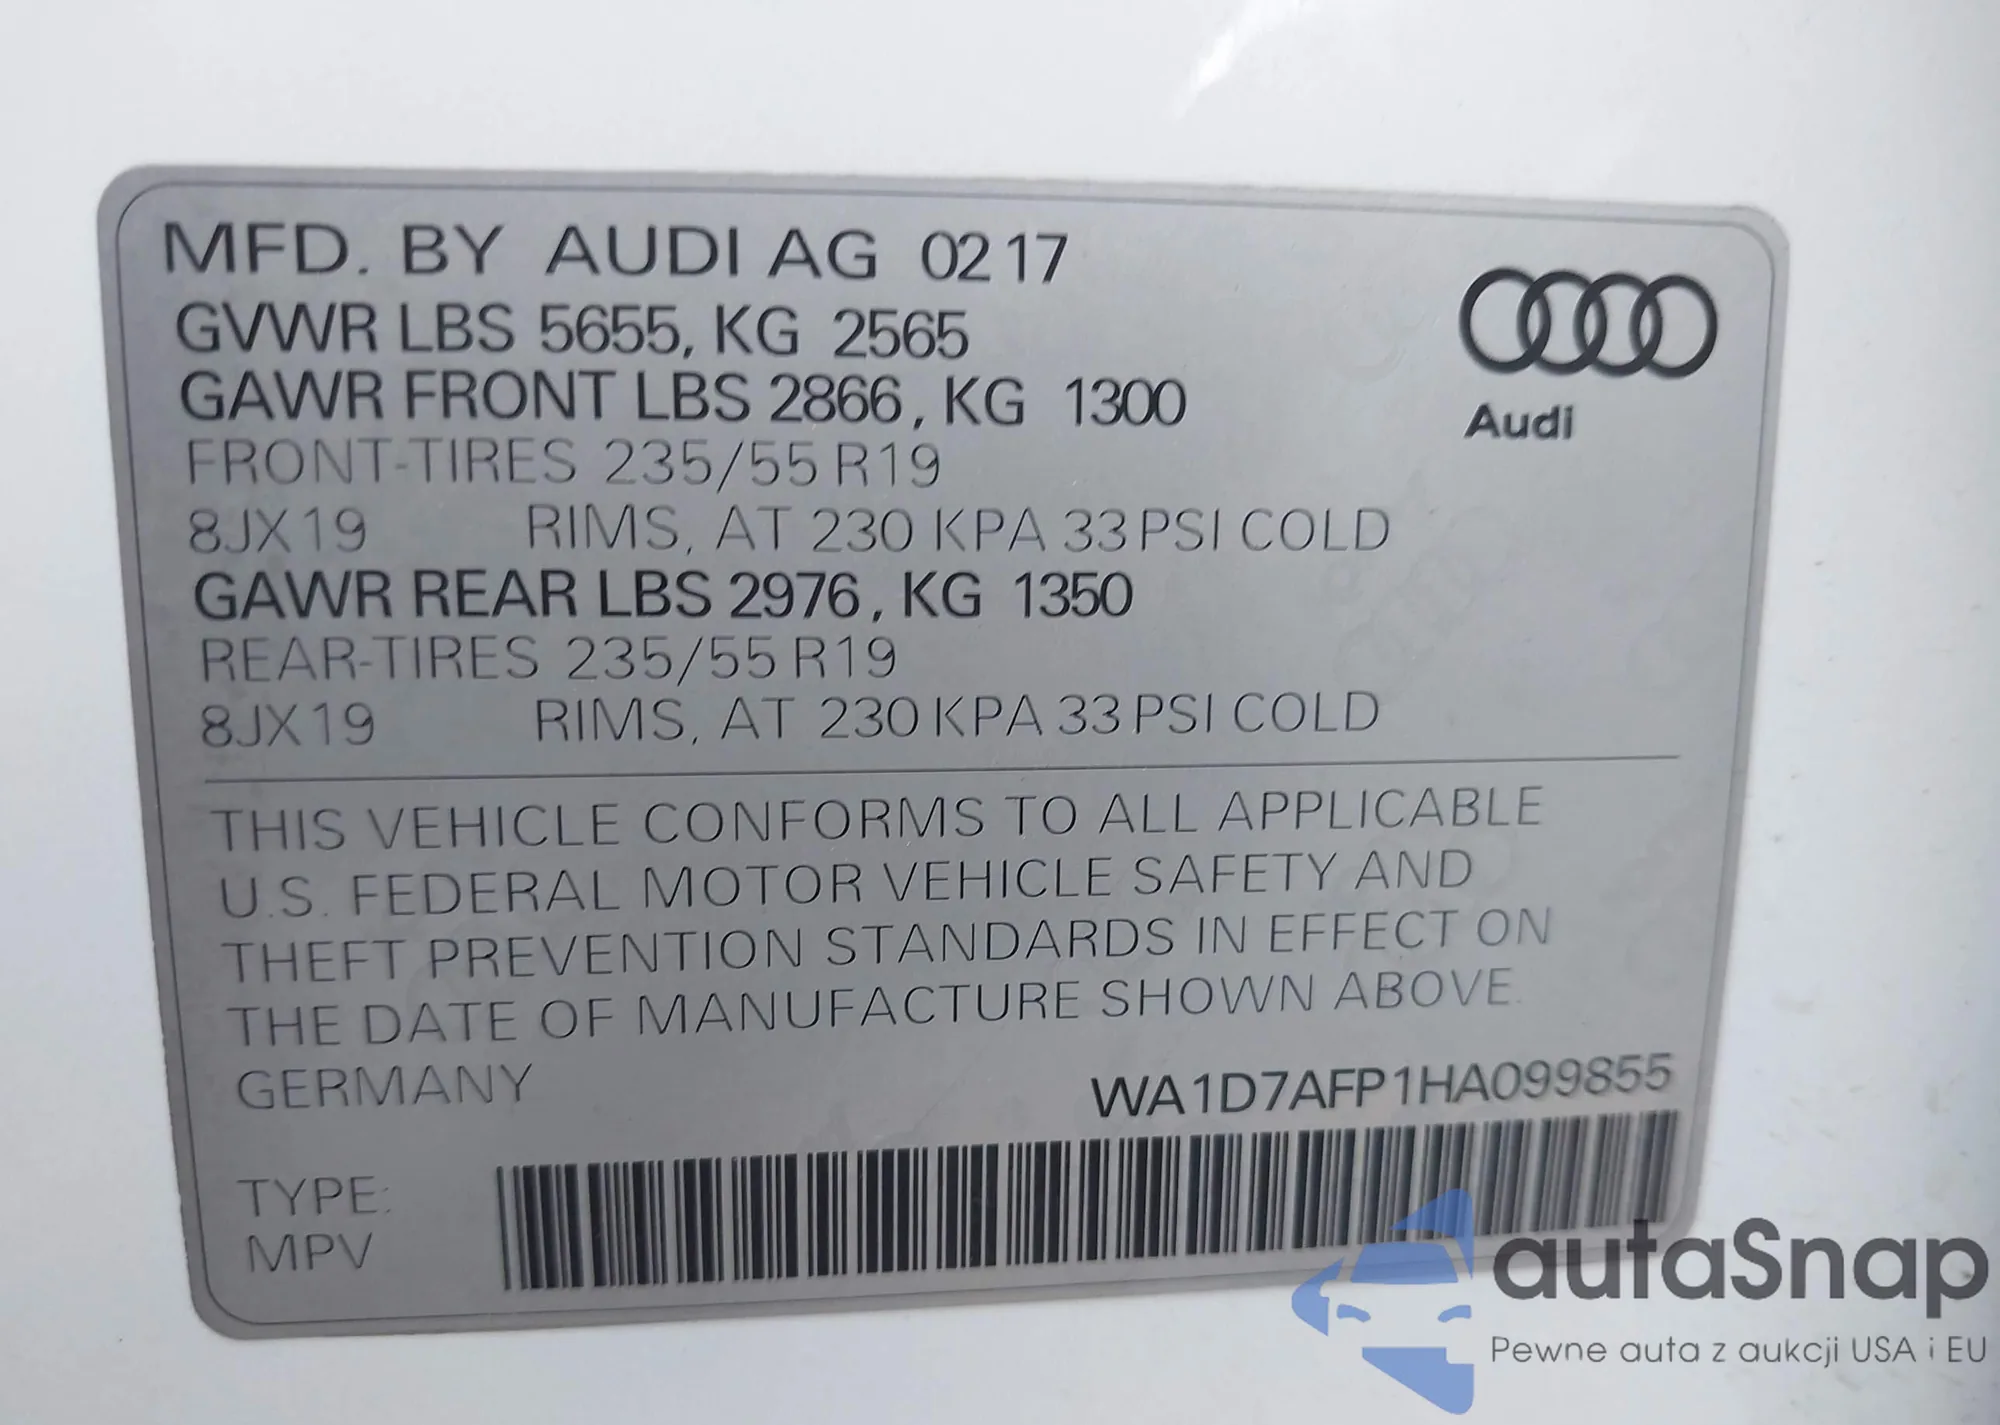 MFD. BY AUDI AG 02 17
GVWR LBS 5655, KG 2565
GAWR FRONT LBS 2866, KG 1300
FRONT-TIRES 235/55 R19
8JX19 RIMS, AT 230 KPA 33 PSI COLD
GAWR REAR LBS 2976, KG 1350
REAR-TIRES 235/55 R19
8JX19 RIMS, AT 230 KPA 33 PSI COLD
Audi
THIS VEHICLE CONFORMS TO ALL APPLICABLE
U.S. FEDERAL MOTOR VEHICLE SAFETY AND
THEFT PREVENTION STANDARDS IN EFFECT ON
THE DATE OF MANUFACTURE SHOWN ABOVE.
GERMANY WA1D7AFP1HA099855
TYPE:
MPV
autaSnap
Pewne auta z aukcji USA i EU